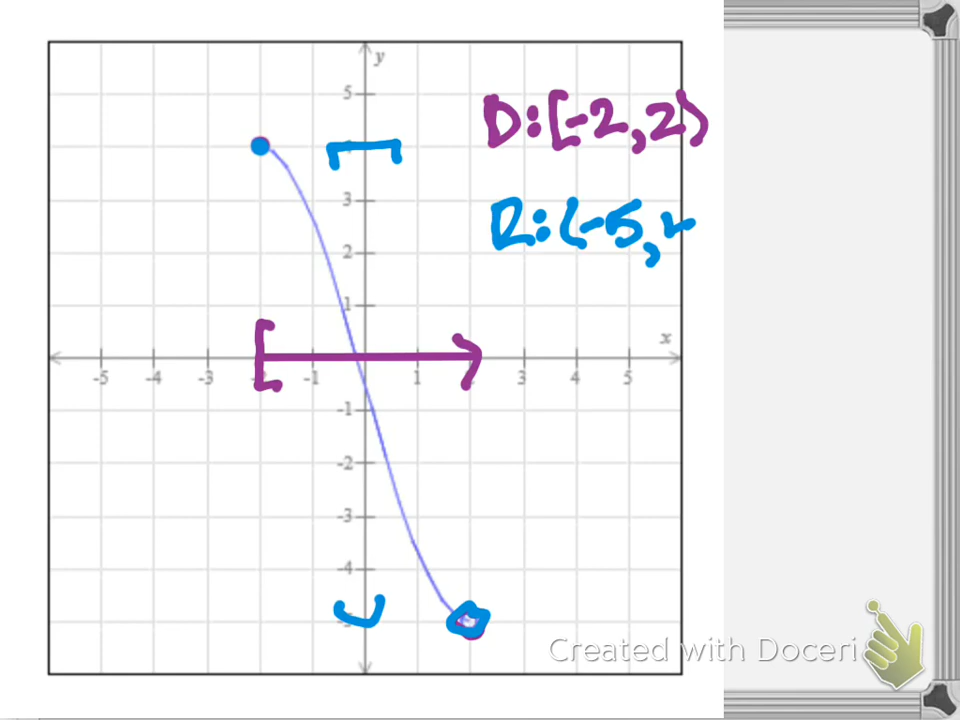 y
5
D: [-2, 2)
3
R: (-5, 4
2
1
x
-5 -4 -3 -1 1 3 4 5
-1
-2
-3
-4
Created with Doceri